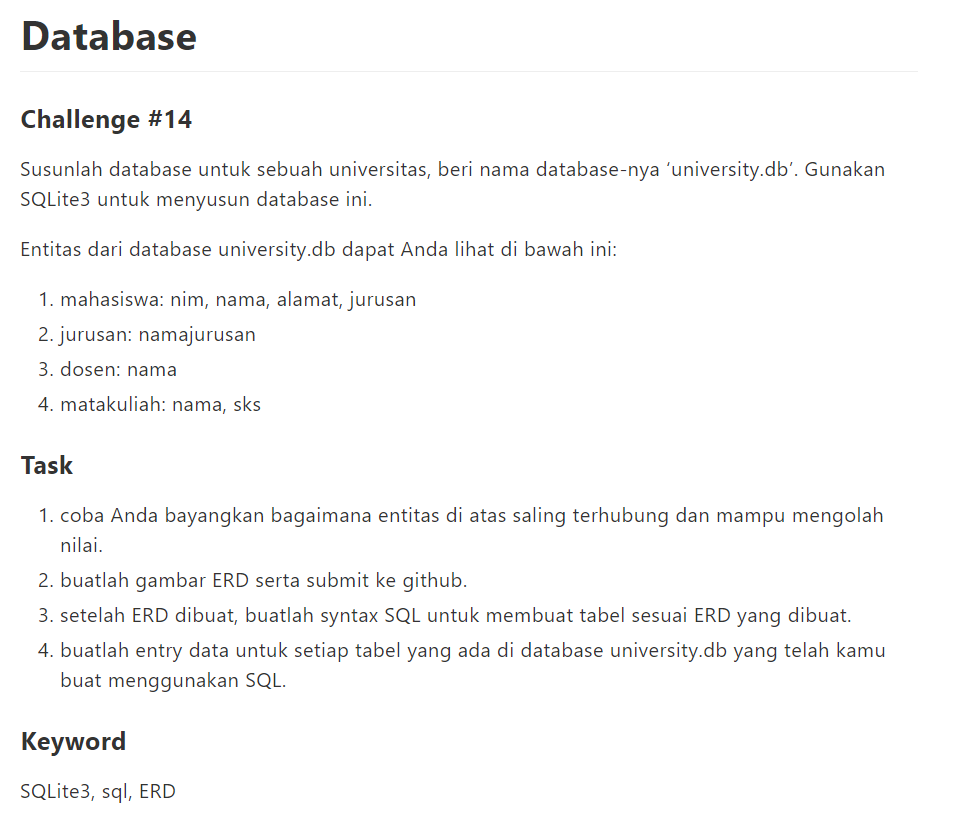 Database
Challenge #14
Susunlah database untuk sebuah universitas, beri nama database-nya ‘university.db’. Gunakan
SQLite3 untuk menyusun database ini.
Entitas dari database university.db dapat Anda lihat di bawah ini:
1. mahasiswa: nim, nama, alamat, jurusan
2. jurusan: namajurusan
3. dosen: nama
4. matakuliah: nama, sks
Task
1. coba Anda bayangkan bagaimana entitas di atas saling terhubung dan mampu mengolah
nilai.
2. buatlah gambar ERD serta submit ke github.
3. setelah ERD dibuat, buatlah syntax SQL untuk membuat tabel sesuai ERD yang dibuat.
4. buatlah entry data untuk setiap tabel yang ada di database university.db yang telah kamu
buat menggunakan SQL.
Keyword
SQLite3, sql, ERD